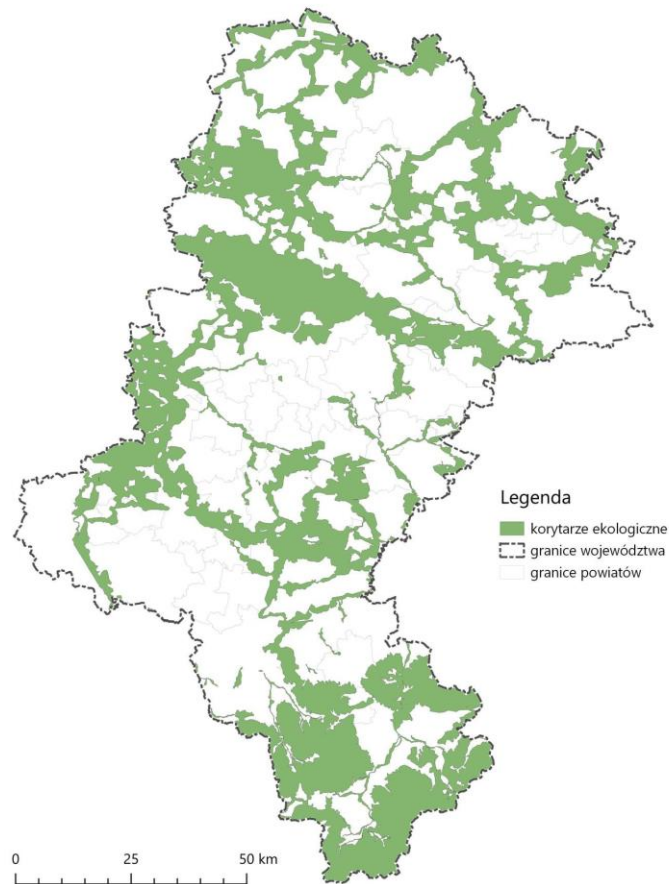 Legenda
korytarze ekologiczne
granice województwa
granice powiatów
0 25 50 km